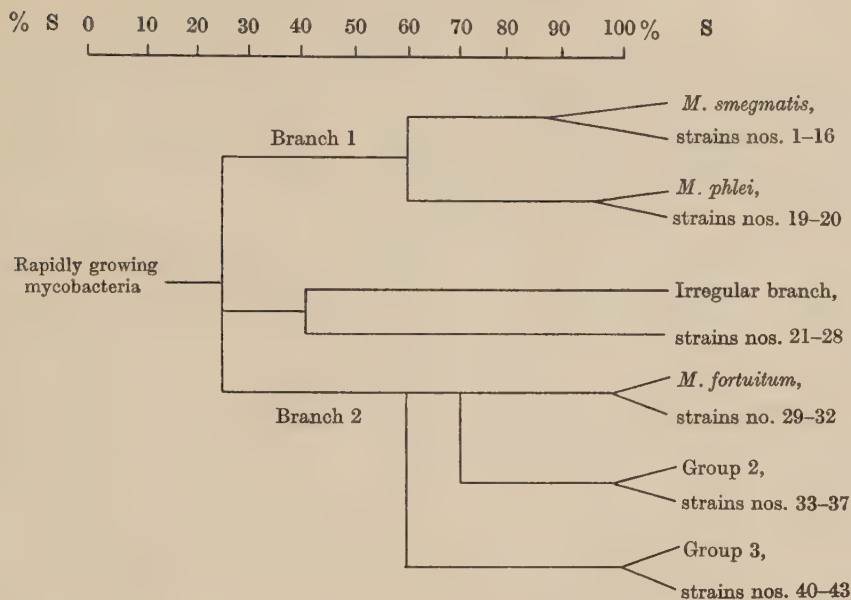 % S 0 10 20 30 40 50 60 70 80 90 100 % S
M. smegmatis,
strains nos. 1–16
Branch 1
M. phlei,
strains nos. 19–20
Rapidly growing
mycobacteria
Irregular branch,
strains nos. 21–28
M. fortuitum,
strains no. 29–32
Branch 2
Group 2,
strains nos. 33–37
Group 3,
strains nos. 40–43